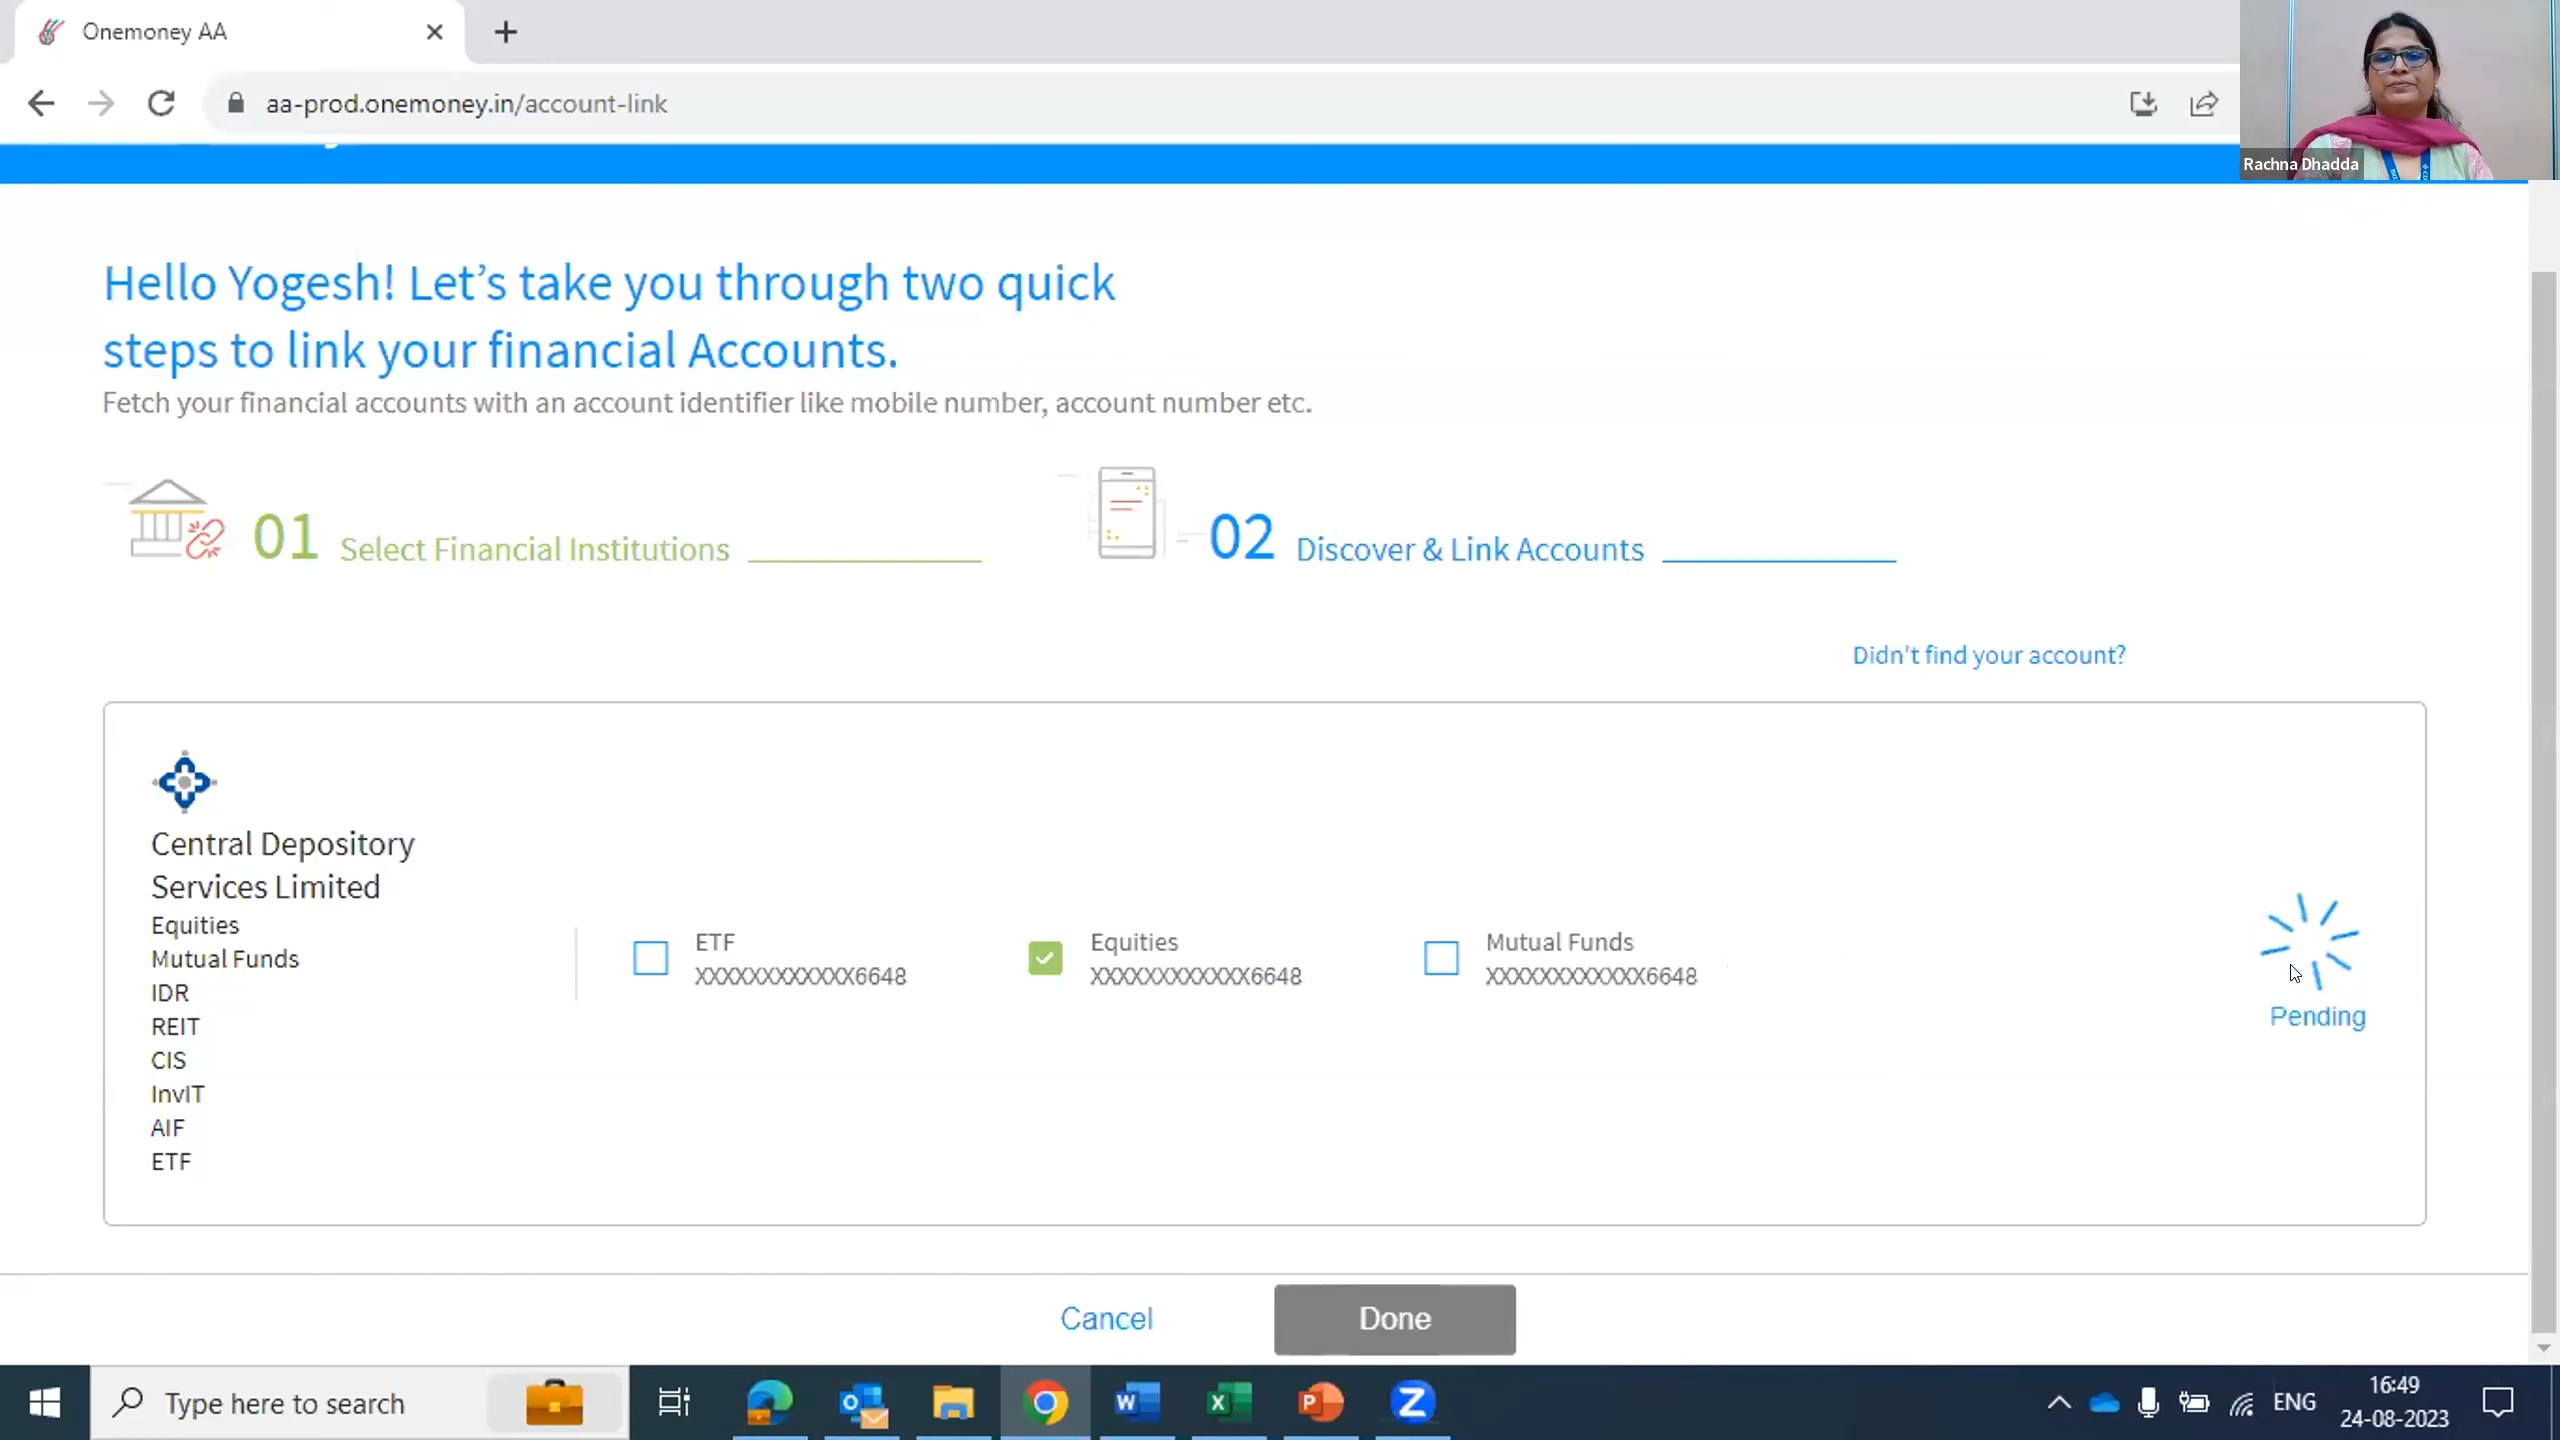 Onemoney AA
aa-prod.onemoney.in/account-link
Rachna Dhadda
Hello Yogesh! Let's take you through two quick
steps to link your financial Accounts.
Fetch your financial accounts with an account identifier like mobile number, account number etc.
01 Select Financial Institutions
02 Discover & Link Accounts
Didn't find your account?
Central Depository
Services Limited
Equities
Mutual Funds
IDR
REIT
CIS
InvIT
AIF
ETF
ETF
XXXXXXXXXXXX6648
Equities
XXXXXXXXXXXX6648
Mutual Funds
XXXXXXXXXXXX6648
Pending
Cancel
Done
Type here to search
ENG
16:49
24-08-2023